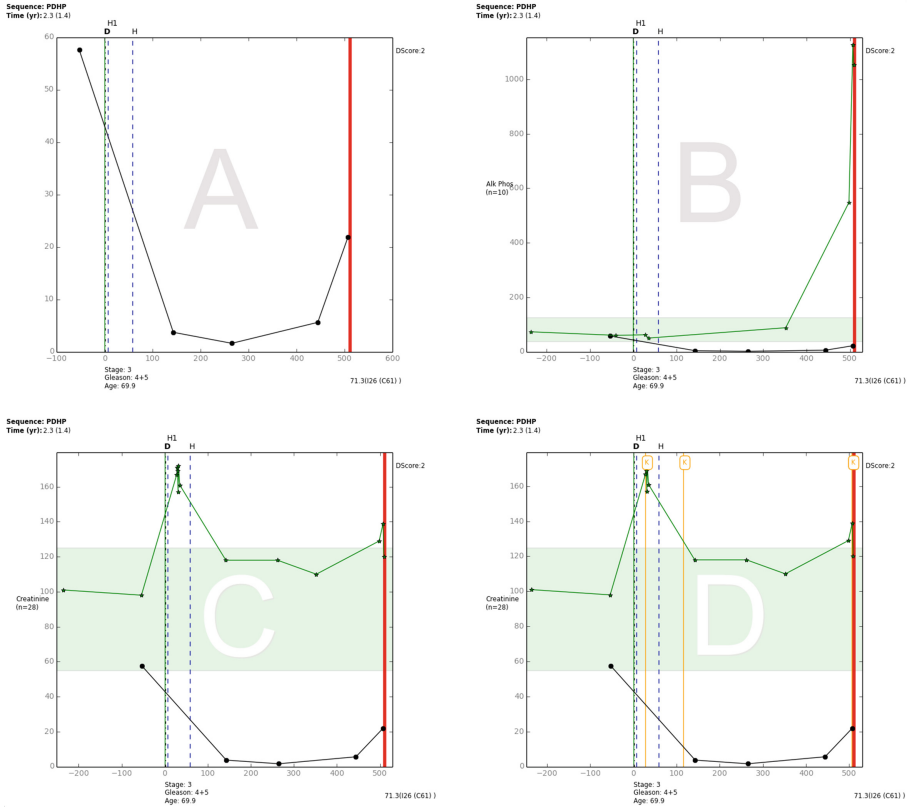 Sequence: PDHP
Time (yr): 2.3 (1.4)
H1
D H
DScore:2
60
50
40
30
20
10
0
A
−100 0 100 200 300 400 500 600
Stage: 3
Gleason: 4+5
Age: 69.9
71.3(I26 (C61) )
Sequence: PDHP
Time (yr): 2.3 (1.4)
H1
D H
DScore:2
1000
800
600
400
200
0
Alk Phos
(n=10)
B
−200 −100 0 100 200 300 400 500
Stage: 3
Gleason: 4+5
Age: 69.9
71.3(I26 (C61) )
Sequence: PDHP
Time (yr): 2.3 (1.4)
H1
D H
DScore:2
160
140
120
100
80
60
40
20
0
Creatinine
(n=28)
C
−200 −100 0 100 200 300 400 500
Stage: 3
Gleason: 4+5
Age: 69.9
71.3(I26 (C61) )
Sequence: PDHP
Time (yr): 2.3 (1.4)
H1
D H
K K K
DScore:2
160
140
120
100
80
60
40
20
0
Creatinine
(n=28)
D
−200 −100 0 100 200 300 400 500
Stage: 3
Gleason: 4+5
Age: 69.9
71.3(I26 (C61) )